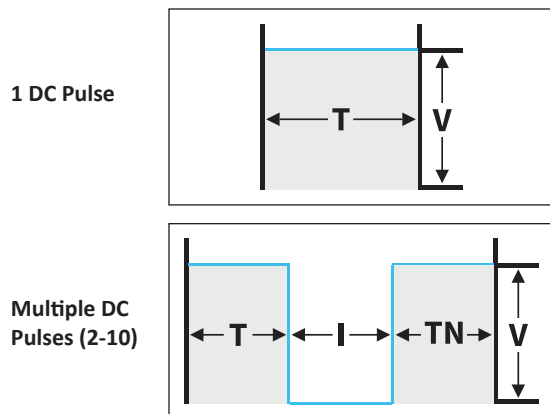 1 DC Pulse
T
V
Multiple DC
Pulses (2-10)
T I TN V